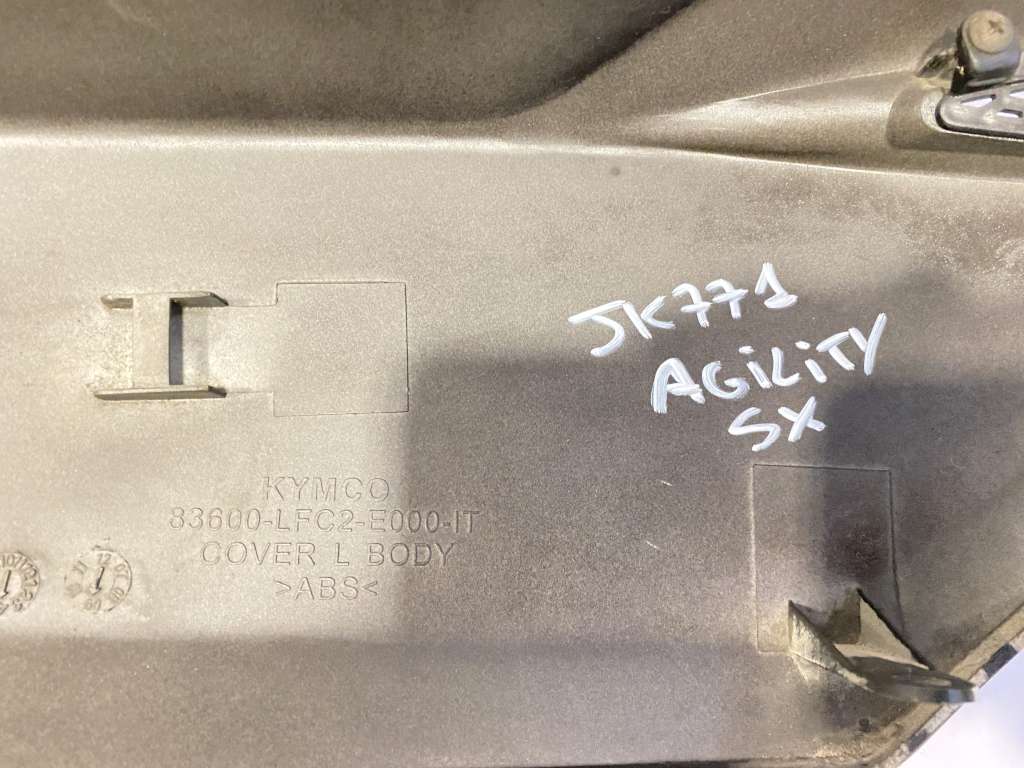 JK771
AGiLiTY
SX
KYMCO
83600-LFC2-E000-IT
COVER L BODY
>ABS<